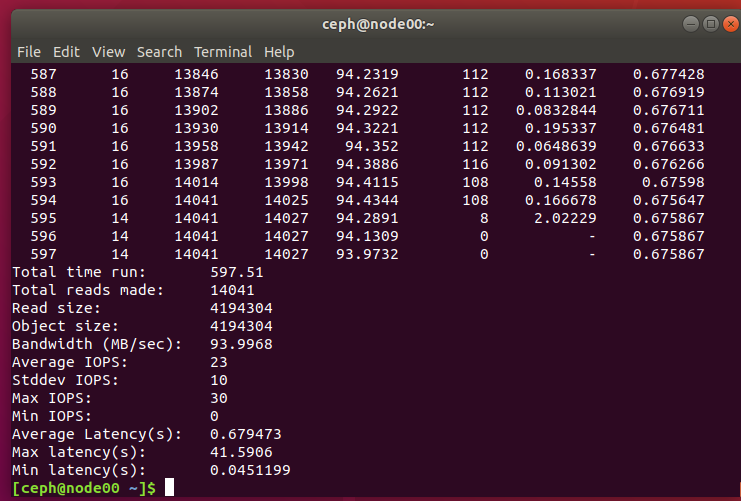 ceph@node00:~
File Edit View Search Terminal Help
587 16 13846 13830 94.2319 112 0.168337 0.677428
588 16 13874 13858 94.2621 112 0.113021 0.676919
589 16 13902 13886 94.2922 112 0.0832844 0.676711
590 16 13930 13914 94.3221 112 0.195337 0.676481
591 16 13958 13942 94.352 112 0.0648639 0.676633
592 16 13987 13971 94.3886 116 0.091302 0.676266
593 16 14014 13998 94.4115 108 0.14558 0.67598
594 16 14041 14025 94.4344 108 0.166678 0.675647
595 14 14041 14027 94.2891 8 2.02229 0.675867
596 14 14041 14027 94.1309 0 - 0.675867
597 14 14041 14027 93.9732 0 - 0.675867
Total time run: 597.51
Total reads made: 14041
Read size: 4194304
Object size: 4194304
Bandwidth (MB/sec): 93.9968
Average IOPS: 23
Stddev IOPS: 10
Max IOPS: 30
Min IOPS: 0
Average Latency(s): 0.679473
Max latency(s): 41.5906
Min latency(s): 0.0451199
[ceph@node00 ~]$